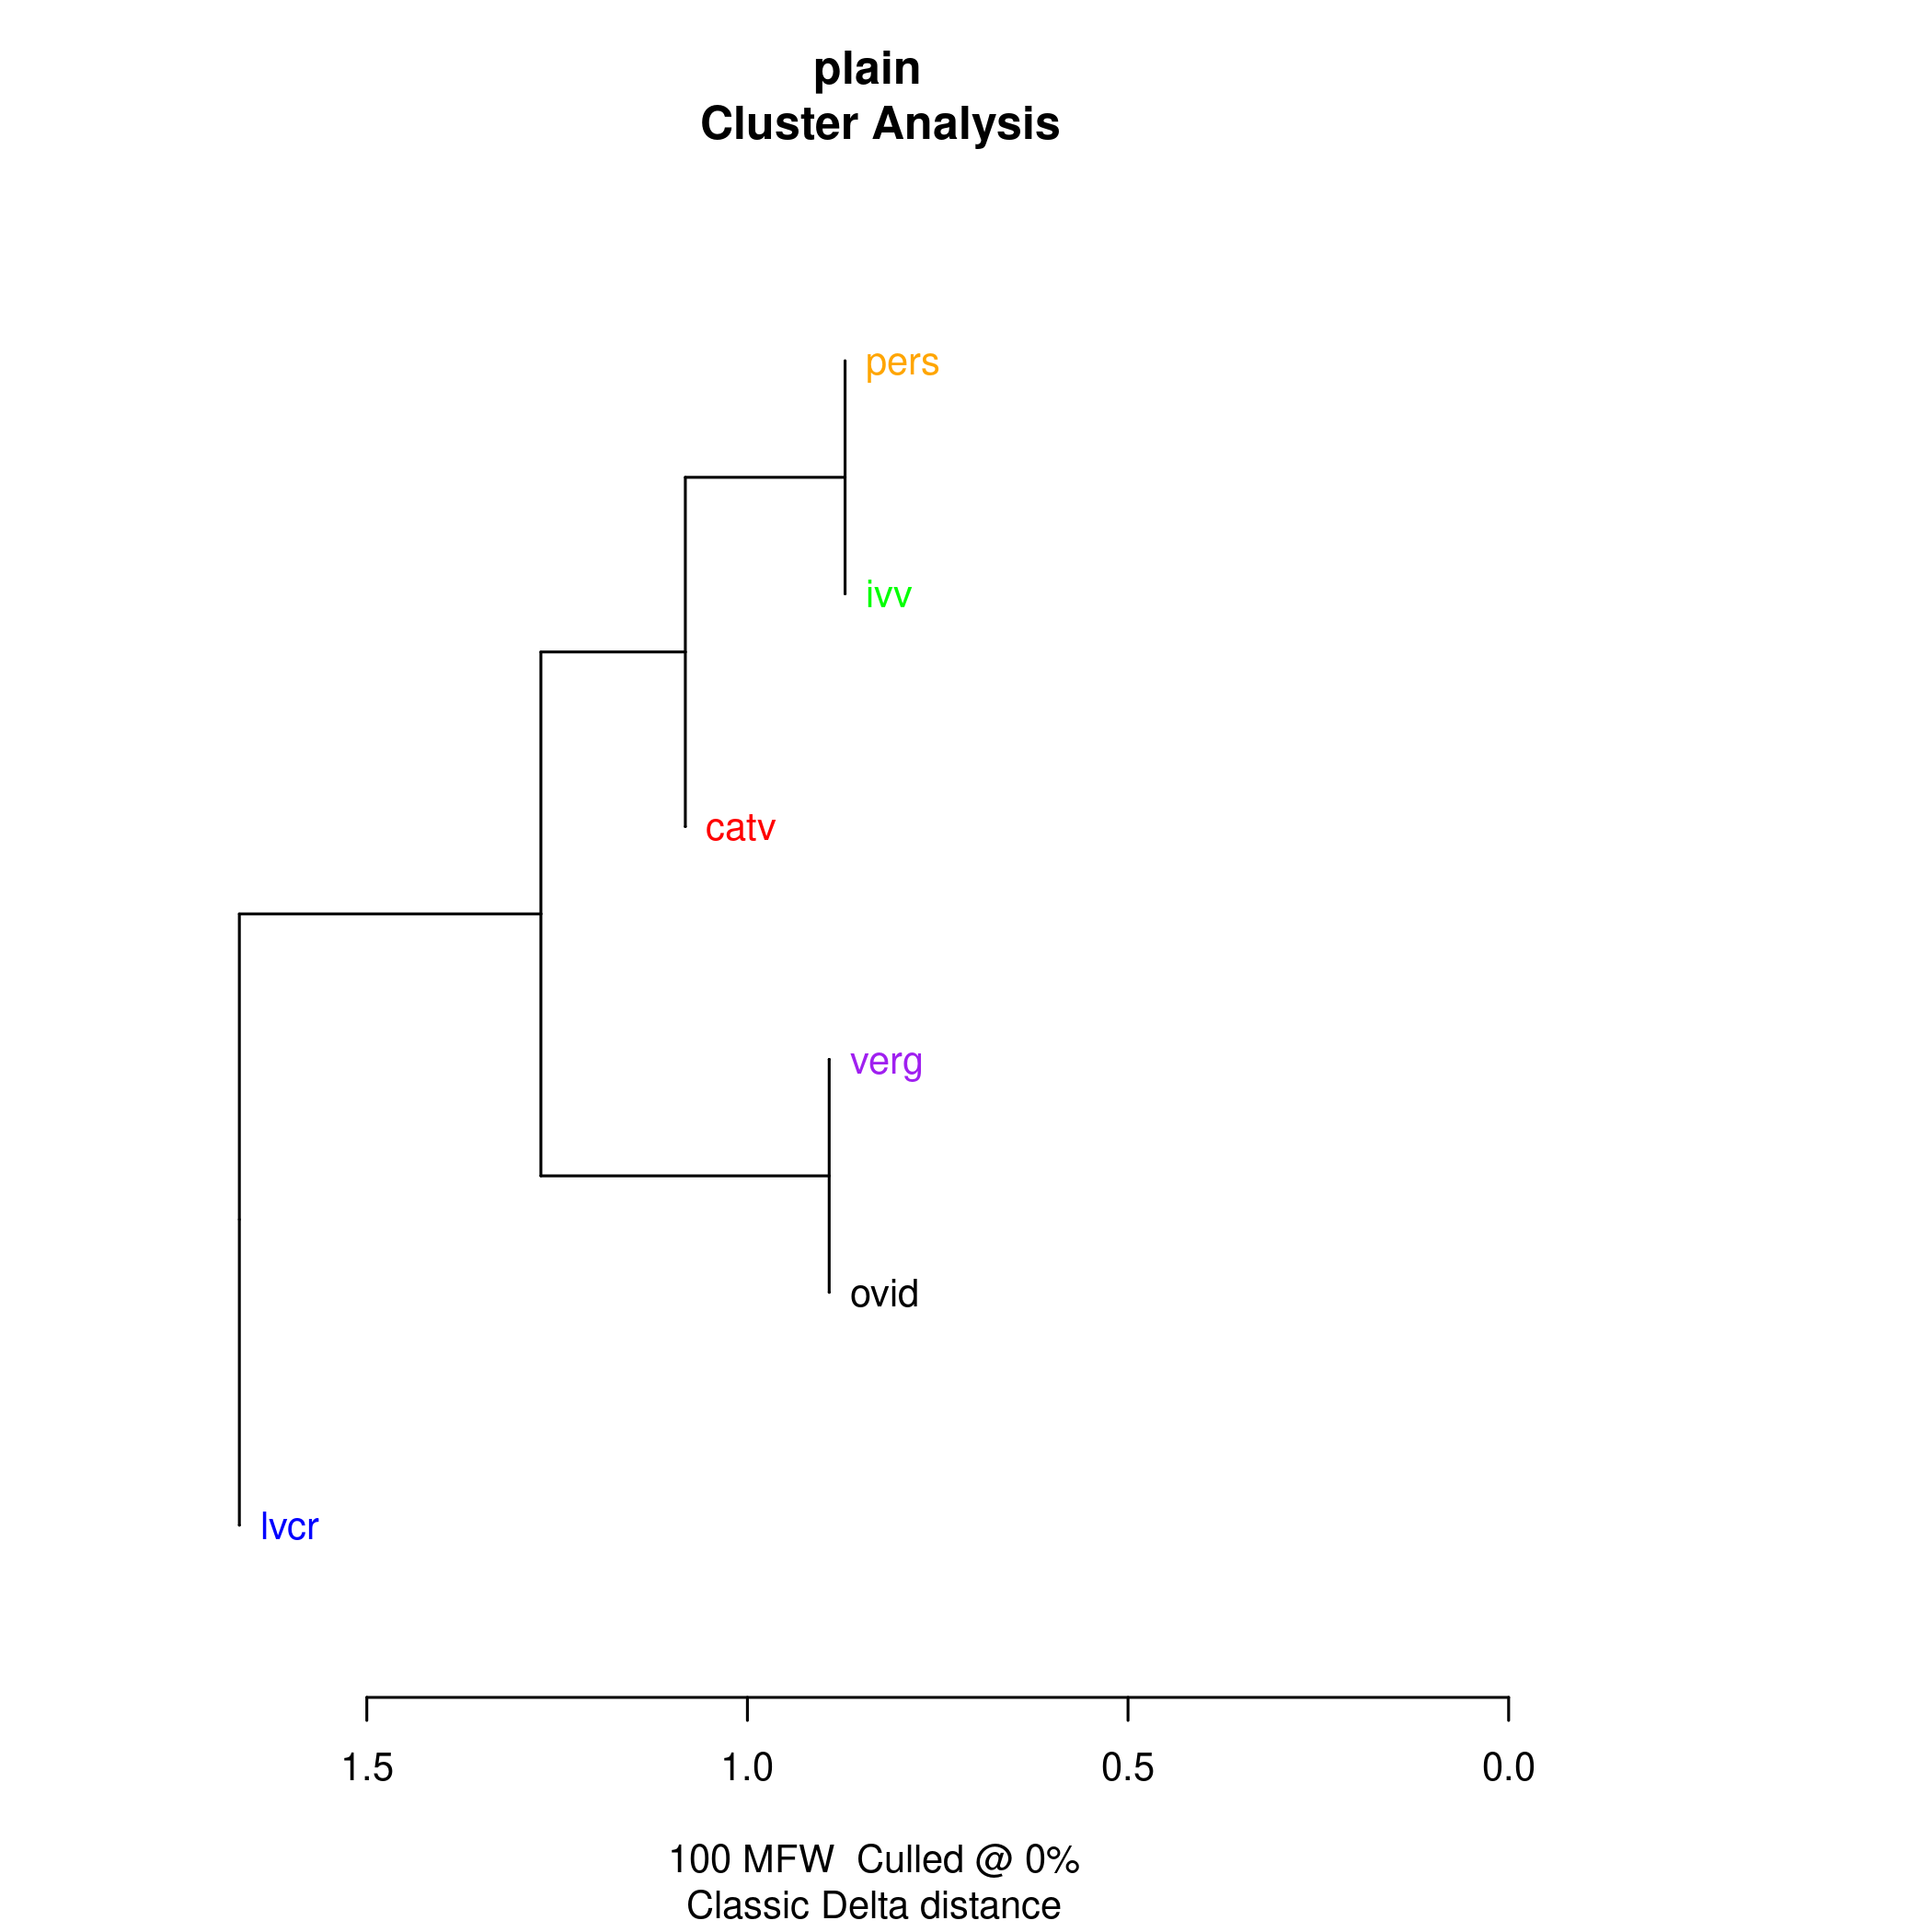 plain
Cluster Analysis
pers
ivv
catv
verg
ovid
lvcr
1.5 1.0 0.5 0.0
100 MFW  Culled @ 0%
Classic Delta distance